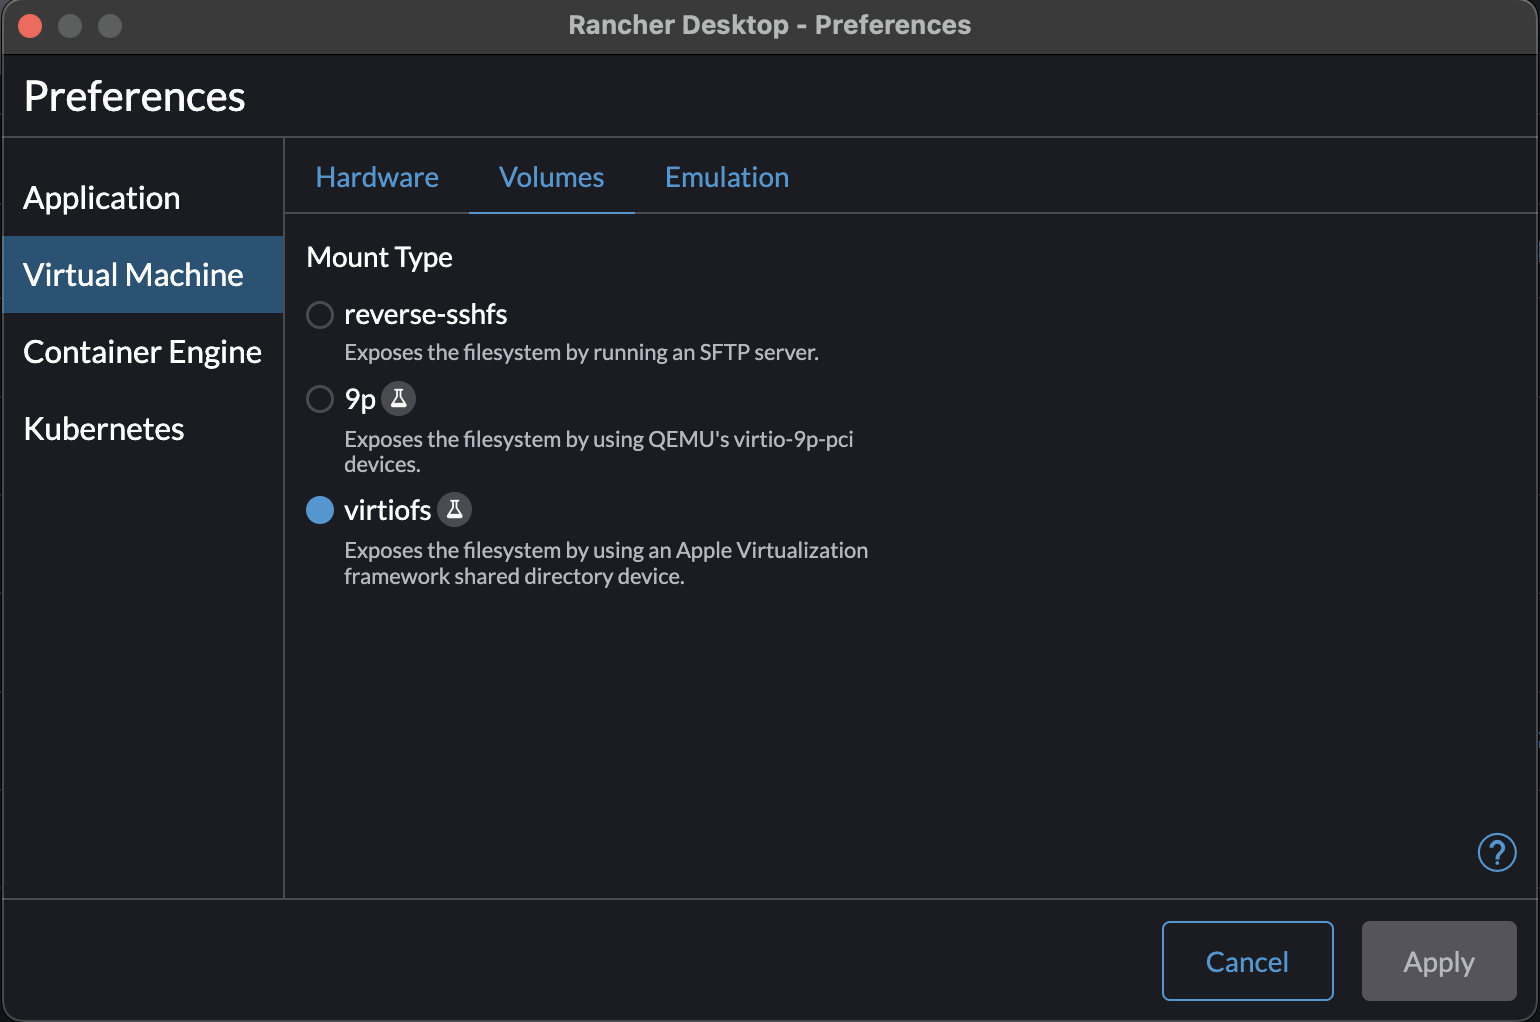 Rancher Desktop - Preferences
Preferences
Application
Virtual Machine
Container Engine
Kubernetes
Hardware
Volumes
Emulation
Mount Type
reverse-sshfs
Exposes the filesystem by running an SFTP server.
9p
Exposes the filesystem by using QEMU's virtio-9p-pci
devices.
virtiofs
Exposes the filesystem by using an Apple Virtualization
framework shared directory device.
?
Cancel
Apply